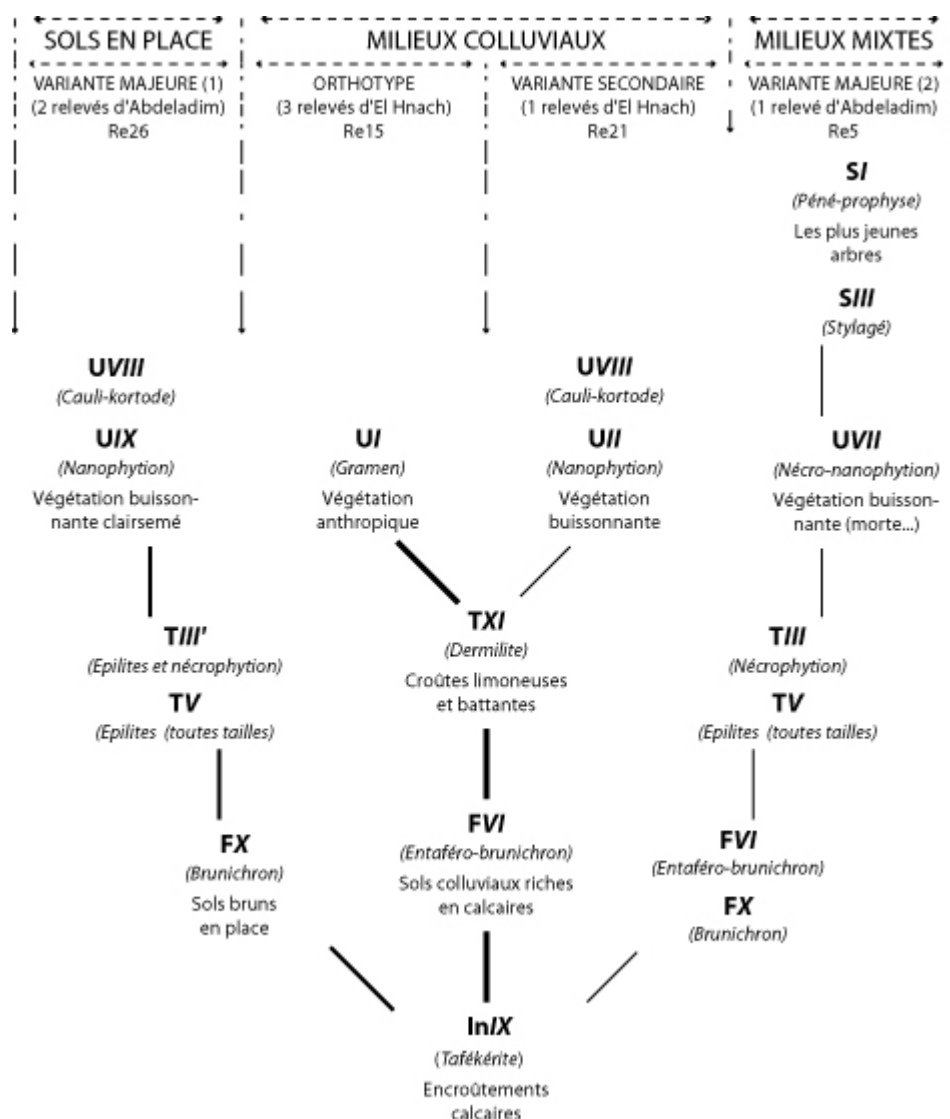 SOLS EN PLACE
MILIEUX COLLUVIAUX
MILIEUX MIXTES
VARIANTE MAJEURE (1)
(2 relevés d'Abdeladim)
Re26
ORTHOTYPE
(3 relevés d'El Hnach)
Re15
VARIANTE SECONDAIRE
(1 relevés d'El Hnach)
Re21
VARIANTE MAJEURE (2)
(1 relevé d'Abdeladim)
Re5
SI
(Péné-prophyse)
Les plus jeunes
arbres
SIII
(Stylagé)
UVIII
(Cauli-kortode)
UVIII
(Cauli-kortode)
UIX
(Nanophytion)
Végétation buisson-
nante clairsemé
UI
(Gramen)
Végétation
anthropique
UII
(Nanophytion)
Végétation
buissonnante
UVII
(Nécro-nanophytion)
Végétation buisson-
nante (morte...)
TIII'
(Epilites et nécrophytion)
TV
(Epilites (toutes tailles)
TXI
(Dermilite)
Croûtes limoneuses
et battantes
TIII
(Nécrophytion)
TV
(Epilites (toutes tailles)
FX
(Brunichron)
Sols bruns
en place
FVI
(Entaféro-brunichron)
Sols colluviaux riches
en calcaires
FVI
(Entaféro-brunichron)
FX
(Brunichron)
InIX
(Tafékérite)
Encroûtements
calcaires